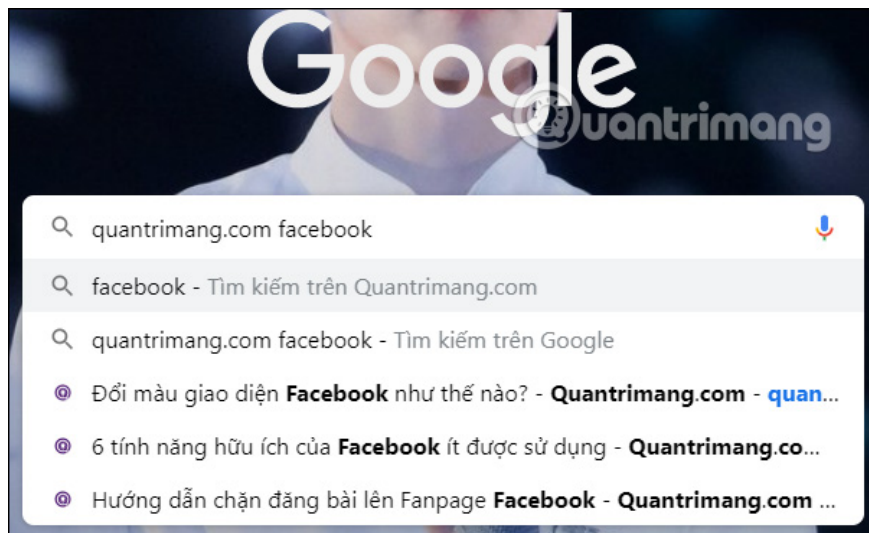 Google
Quantrimang
quantrimang.com facebook
facebook - Tìm kiếm trên Quantrimang.com
quantrimang.com facebook - Tìm kiếm trên Google
Đổi màu giao diện Facebook như thế nào? - Quantrimang.com - quan...
6 tính năng hữu ích của Facebook ít được sử dụng - Quantrimang.co...
Hướng dẫn chặn đăng bài lên Fanpage Facebook - Quantrimang.com ...